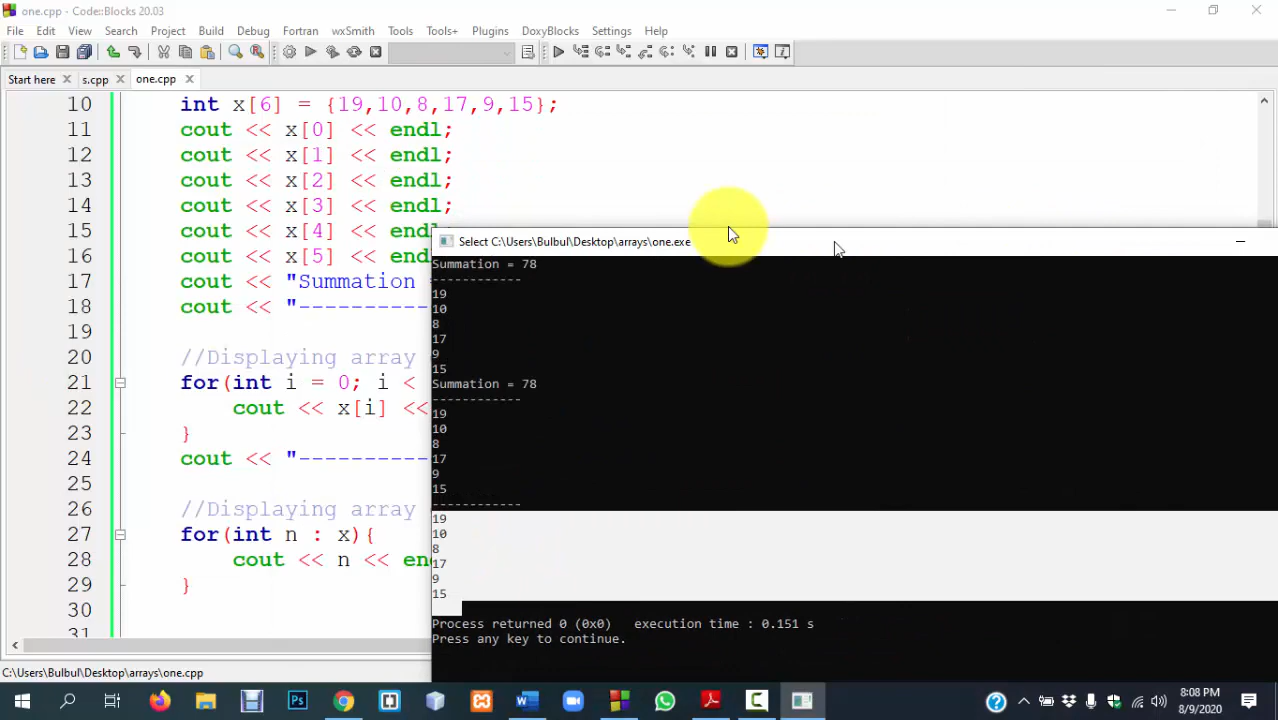 one.cpp - Code::Blocks 20.03
File Edit View Search Project Build Debug Fortran wxSmith Tools Tools+ Plugins DoxyBlocks Settings Help
Start here s.cpp one.cpp
10 int x[6] = {19,10,8,17,9,15};
11 cout << x[0] << endl;
12 cout << x[1] << endl;
13 cout << x[2] << endl;
14 cout << x[3] << endl;
15 cout << x[4] << endl
16 cout << x[5] << endl
17 cout << "Summation
18 cout << "----------
19
20 //Displaying array
21 for(int i = 0; i <
22 cout << x[i] <<
23 }
24 cout << "----------
25
26 //Displaying array
27 for(int n : x){
28 cout << n << en
29 }
30
31
C:\Users\Bulbul\Desktop\arrays\one.cpp
Select C:\Users\Bulbul\Desktop\arrays\one.exe
Summation = 78
------------
19
10
8
17
9
15
Summation = 78
------------
19
10
8
17
9
15
------------
19
10
8
17
9
15
Process returned 0 (0x0)   execution time : 0.151 s
Press any key to continue.
8:08 PM
8/9/2020